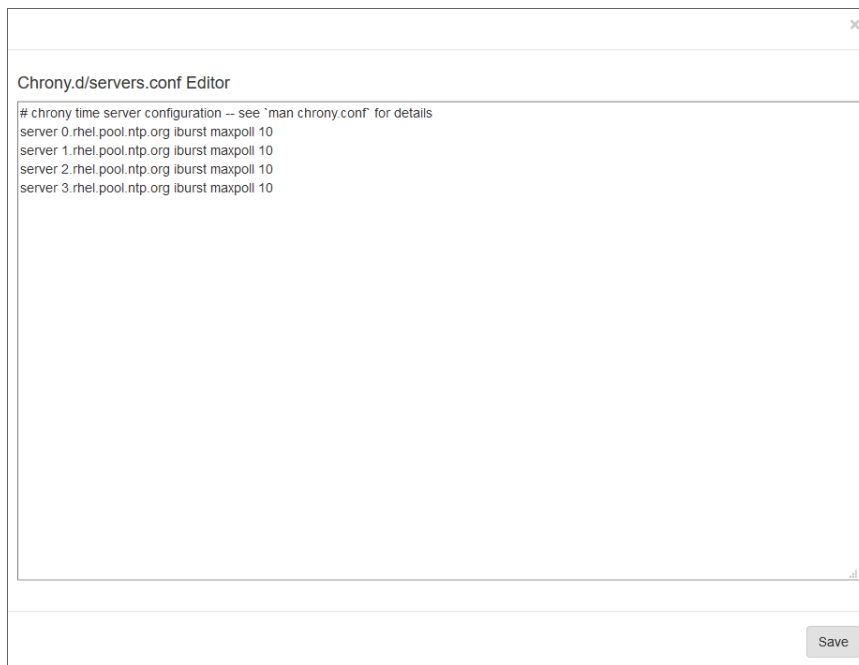 ×
Chrony.d/servers.conf Editor
# chrony time server configuration -- see `man chrony.conf` for details
server 0.rhel.pool.ntp.org iburst maxpoll 10
server 1.rhel.pool.ntp.org iburst maxpoll 10
server 2.rhel.pool.ntp.org iburst maxpoll 10
server 3.rhel.pool.ntp.org iburst maxpoll 10
Save